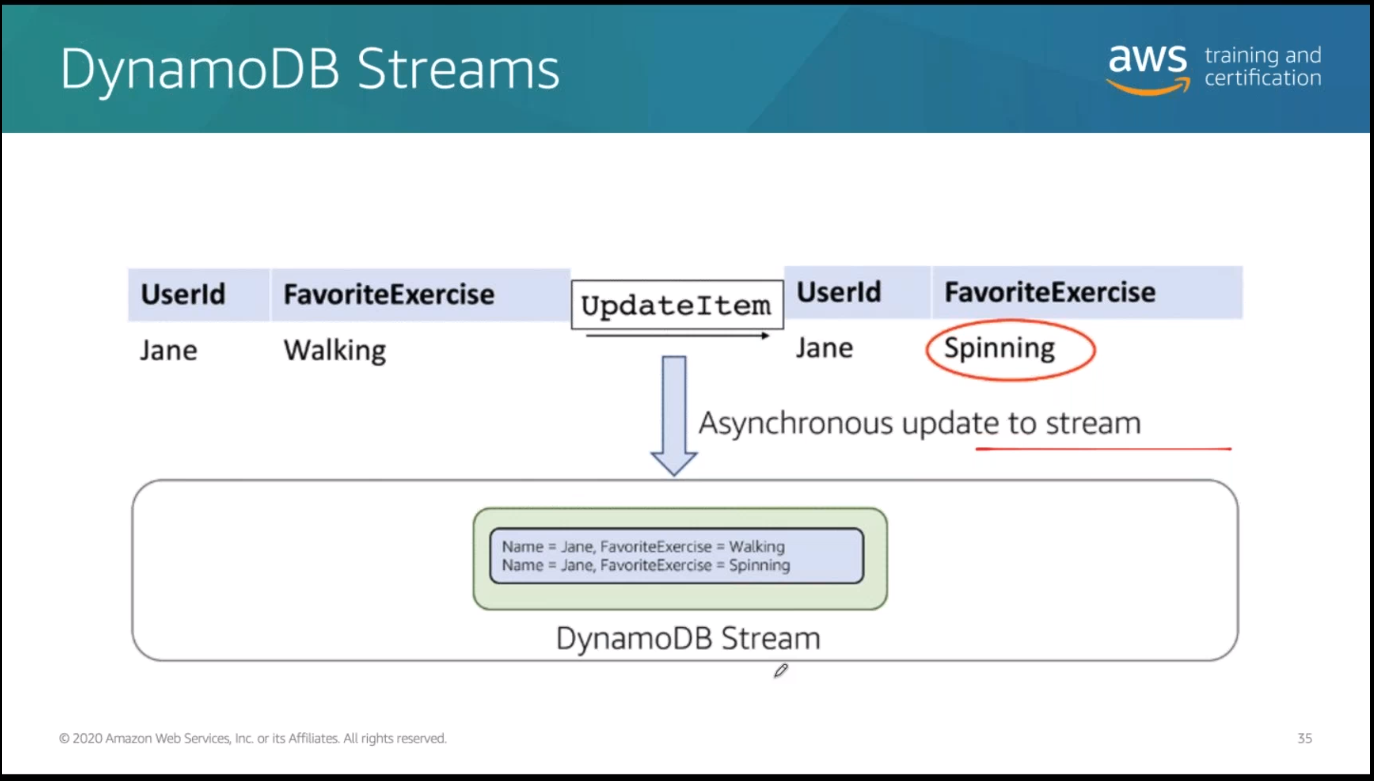 DynamoDB Streams
aws training and
certification
UserId FavoriteExercise
Jane Walking
UpdateItem
UserId FavoriteExercise
Jane Spinning
Asynchronous update to stream
Name = Jane, FavoriteExercise = Walking
Name = Jane, FavoriteExercise = Spinning
DynamoDB Stream
© 2020 Amazon Web Services, Inc. or its Affiliates. All rights reserved.
35